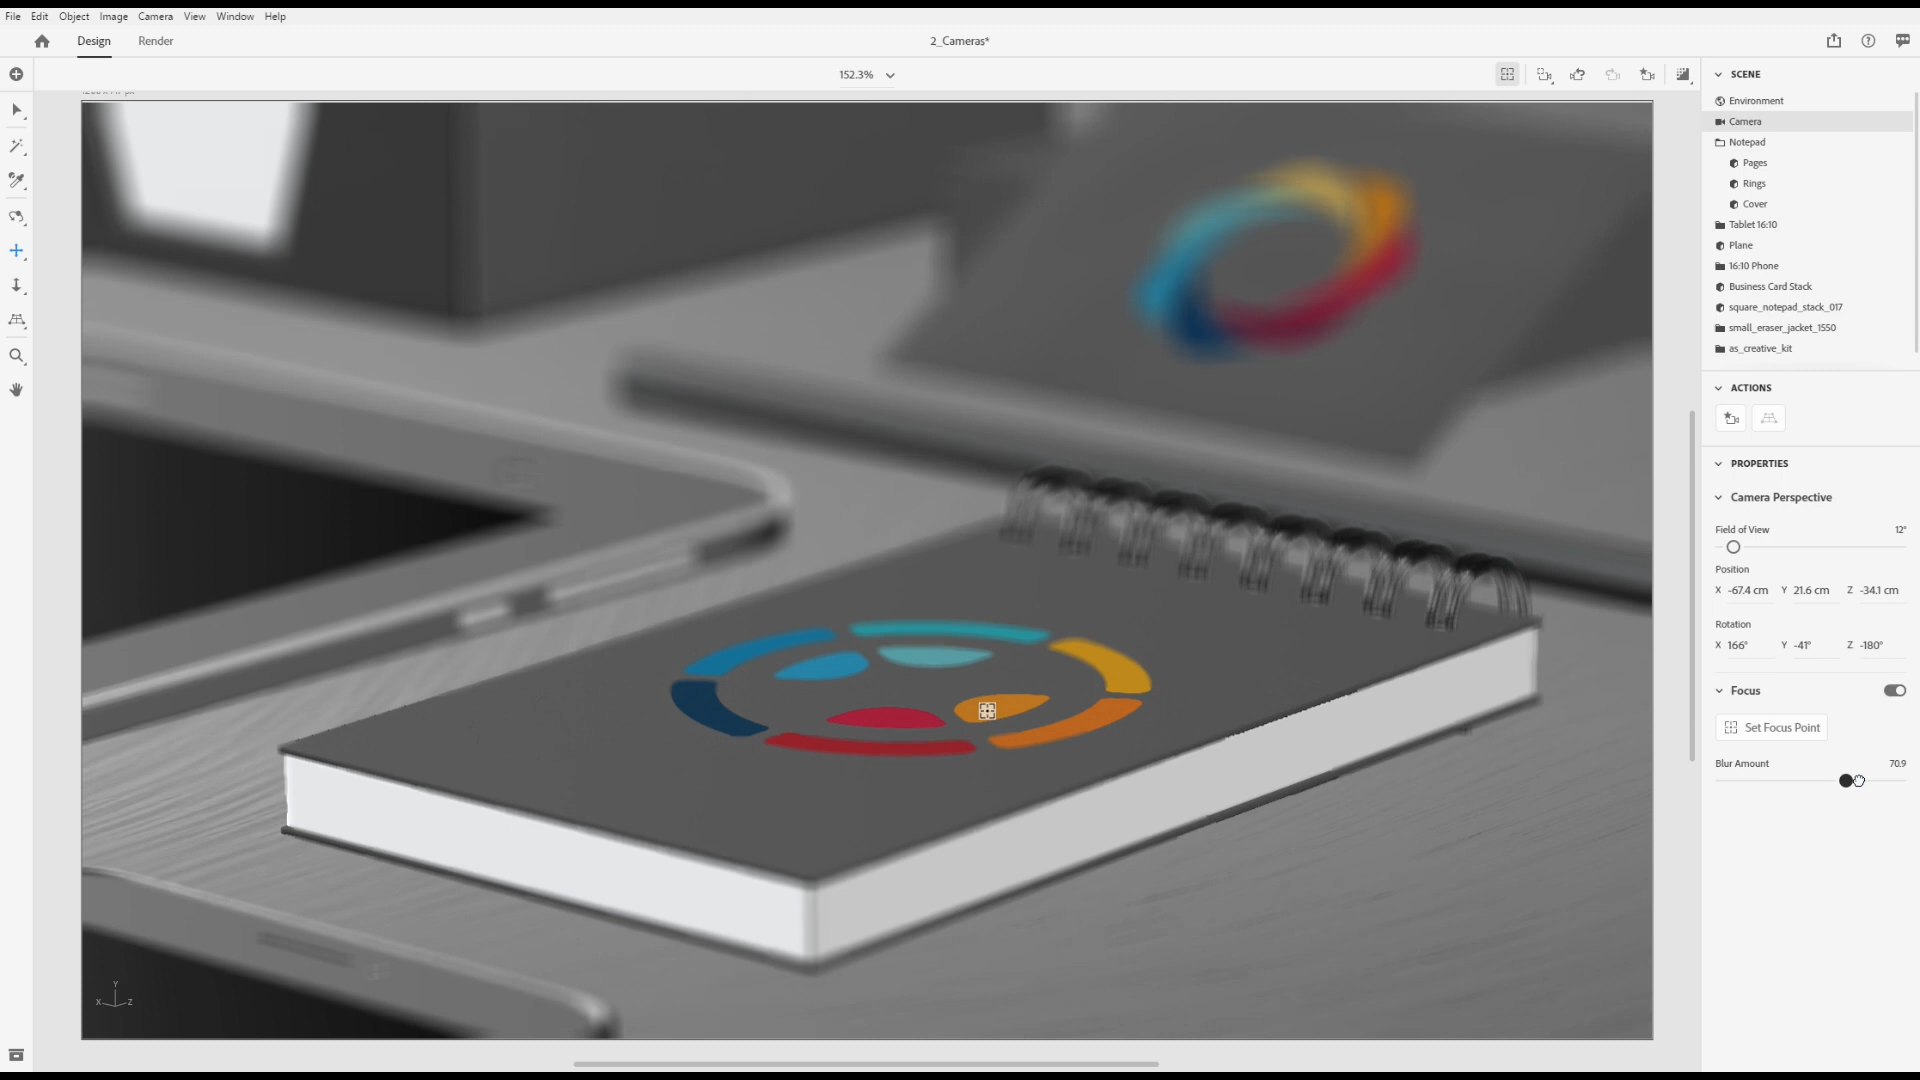 File Edit Object Image Camera View Window Help
Design Render 2_Cameras*
152.3%
SCENE
Environment
Camera
Notepad
Pages
Rings
Cover
Tablet 16:10
Plane
16:10 Phone
Business Card Stack
square_notepad_stack_017
small_eraser_jacket_1550
as_creative_kit
ACTIONS
PROPERTIES
Camera Perspective
Field of View 12°
Position
X -67.4 cm Y 21.6 cm Z -34.1 cm
Rotation
X 166° Y -41° Z -180°
Focus
Set Focus Point
Blur Amount 70.9
Y
X Z